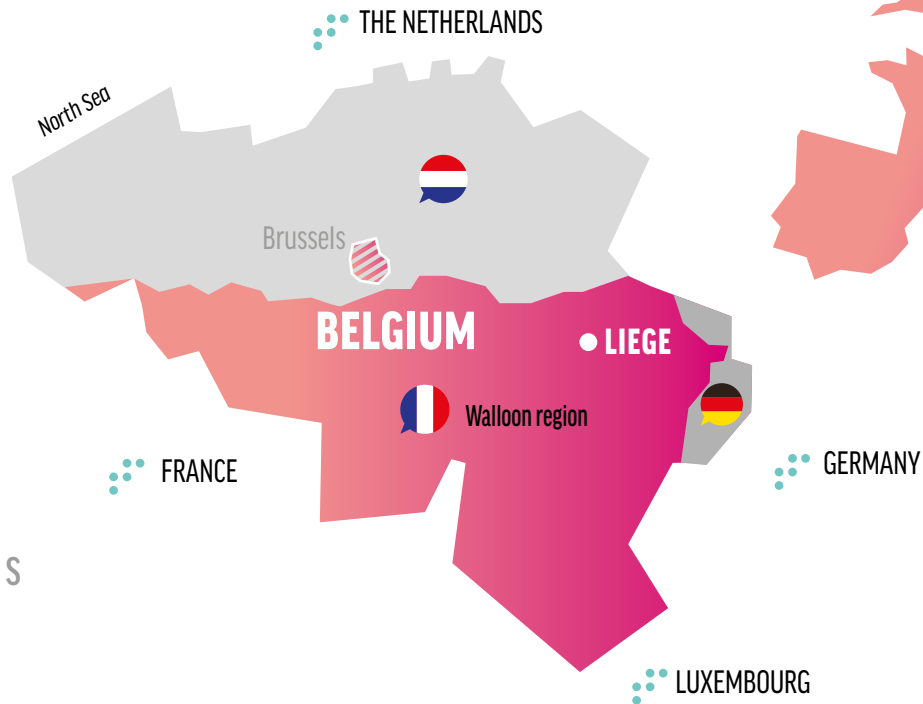 THE NETHERLANDS
North Sea
Brussels
BELGIUM
LIEGE
Walloon region
FRANCE
GERMANY
S
LUXEMBOURG